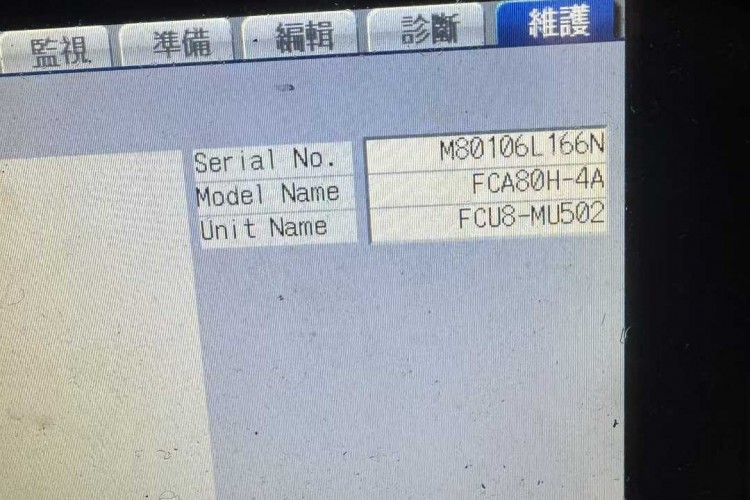 監視 準備 編輯 診斷 維護
Serial No. M80106L166N
Model Name FCA80H-4A
Unit Name FCU8-MU502